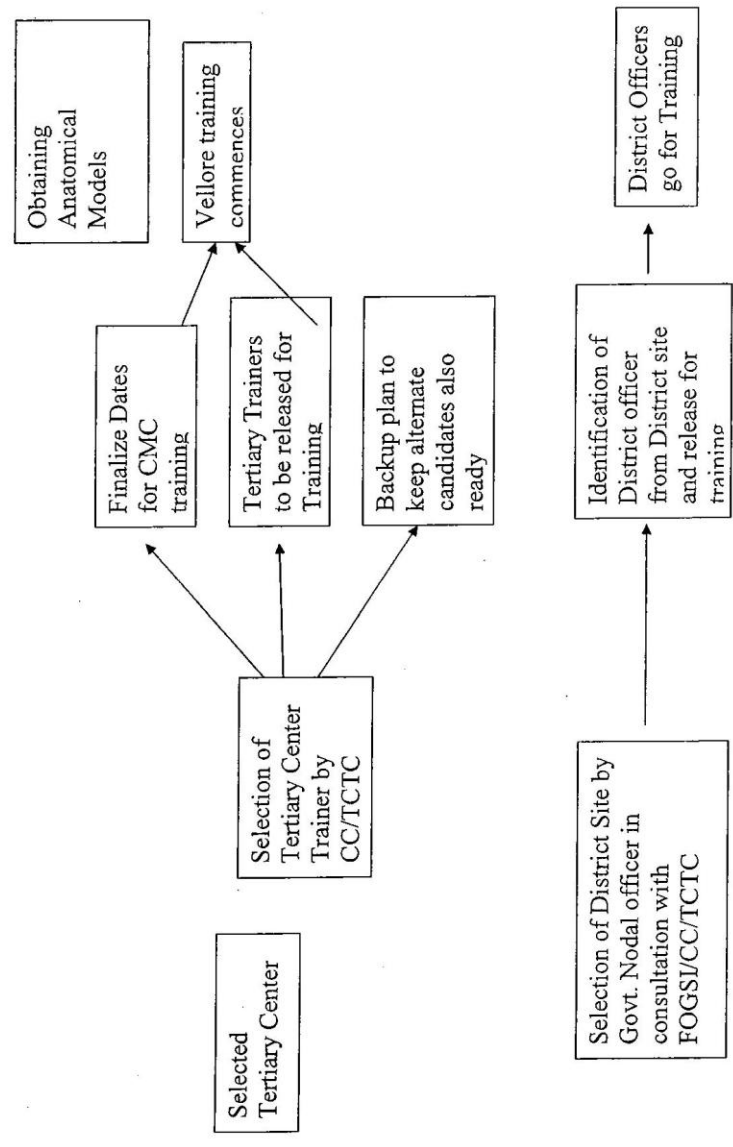 Selected
Tertiary Center
Selection of
Tertiary Center
Trainer by
CC/TCTC
Finalize Dates
for CMC
training
Tertiary Trainers
to be released for
Training
Backup plan to
keep alternate
candidates also
ready
Obtaining
Anatomical
Models
Vellore training
commences
Selection of District Site by
Govt. Nodal officer in
consultation with
FOGSI/CC/TCTC
Identification of
District officer
from District site
and release for
training
District Officers
go for Training